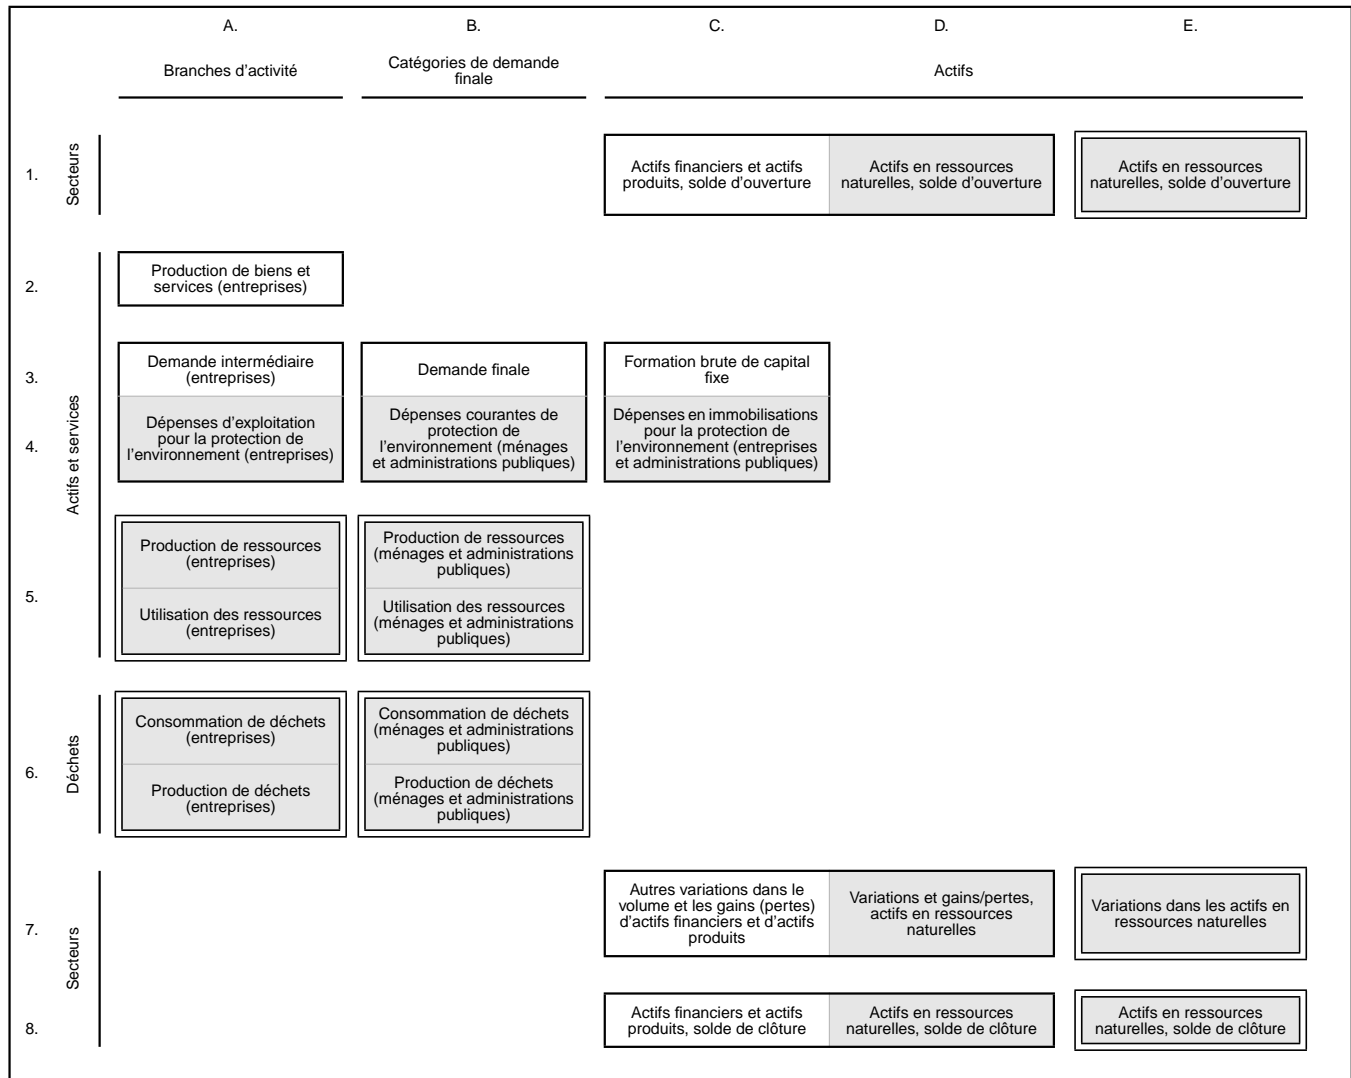 A.
B.
C.
D.
E.
Branches d'activité
Catégories de demande
finale
Actifs
Secteurs
1.
Actifs financiers et actifs
produits, solde d'ouverture
Actifs en ressources
naturelles, solde d'ouverture
Actifs en ressources
naturelles, solde d'ouverture
Actifs et services
2.
Production de biens et
services (entreprises)
3.
Demande intermédiaire
(entreprises)
Demande finale
Formation brute de capital
fixe
4.
Dépenses d'exploitation
pour la protection de
l'environnement (entreprises)
Dépenses courantes de
protection de
l'environnement (ménages
et administrations publiques)
Dépenses en immobilisations
pour la protection de
l'environnement (entreprises
et administrations publiques)
5.
Production de ressources
(entreprises)
Production de ressources
(ménages et administrations
publiques)
Utilisation des ressources
(entreprises)
Utilisation des ressources
(ménages et administrations
publiques)
Déchets
6.
Consommation de déchets
(entreprises)
Consommation de déchets
(ménages et administrations
publiques)
Production de déchets
(entreprises)
Production de déchets
(ménages et administrations
publiques)
Secteurs
7.
Autres variations dans le
volume et les gains (pertes)
d'actifs financiers et d'actifs
produits
Variations et gains/pertes,
actifs en ressources
naturelles
Variations dans les actifs en
ressources naturelles
8.
Actifs financiers et actifs
produits, solde de clôture
Actifs en ressources
naturelles, solde de clôture
Actifs en ressources
naturelles, solde de clôture